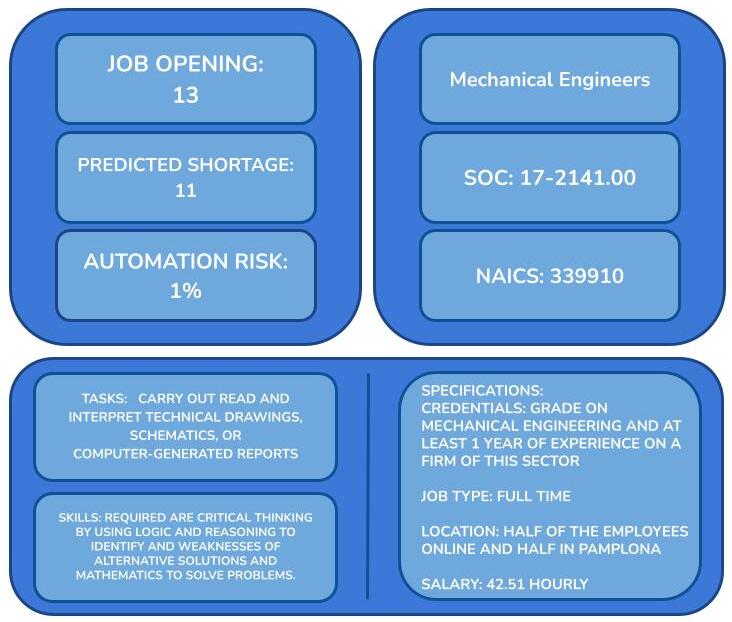 JOB OPENING:
13
PREDICTED SHORTAGE:
11
AUTOMATION RISK:
1%
Mechanical Engineers
SOC: 17-2141.00
NAICS: 339910
TASKS: CARRY OUT READ AND
INTERPRET TECHNICAL DRAWINGS,
SCHEMATICS, OR
COMPUTER-GENERATED REPORTS
SKILLS: REQUIRED ARE CRITICAL THINKING
BY USING LOGIC AND REASONING TO
IDENTIFY AND WEAKNESSES OF
ALTERNATIVE SOLUTIONS AND
MATHEMATICS TO SOLVE PROBLEMS.
SPECIFICATIONS:
CREDENTIALS: GRADE ON
MECHANICAL ENGINEERING AND AT
LEAST 1 YEAR OF EXPERIENCE ON A
FIRM OF THIS SECTOR
JOB TYPE: FULL TIME
LOCATION: HALF OF THE EMPLOYEES
ONLINE AND HALF IN PAMPLONA
SALARY: 42.51 HOURLY